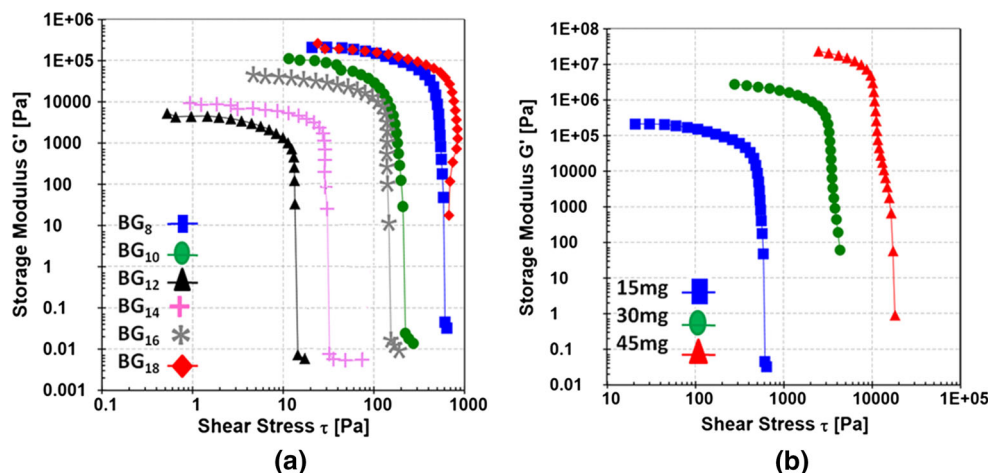 (a)
Storage Modulus G' [Pa]
1E+06
1E+05
10000
1000
100
10
1
0.1
0.01
0.001
BG8
BG10
BG12
BG14
BG16
BG18
0.1
1
10
100
1000
Shear Stress τ [Pa]
(a)
(b)
Storage Modulus G' [Pa]
1E+08
1E+07
1E+06
1E+05
10000
1000
100
10
1
0.1
0.01
15mg
30mg
45mg
10
100
1000
10000
1E+05
Shear Stress τ [Pa]
(b)